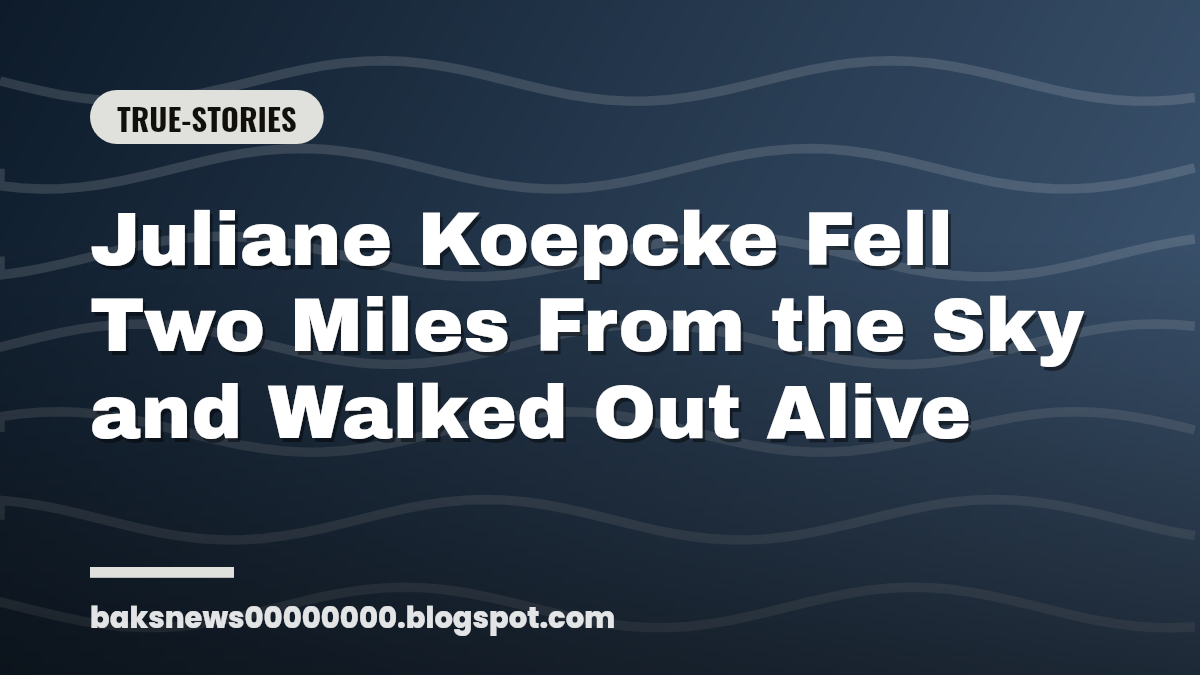 TRUE-STORIES
Juliane Koepcke Fell
Two Miles From the Sky
and Walked Out Alive
baksnews00000000.blogspot.com